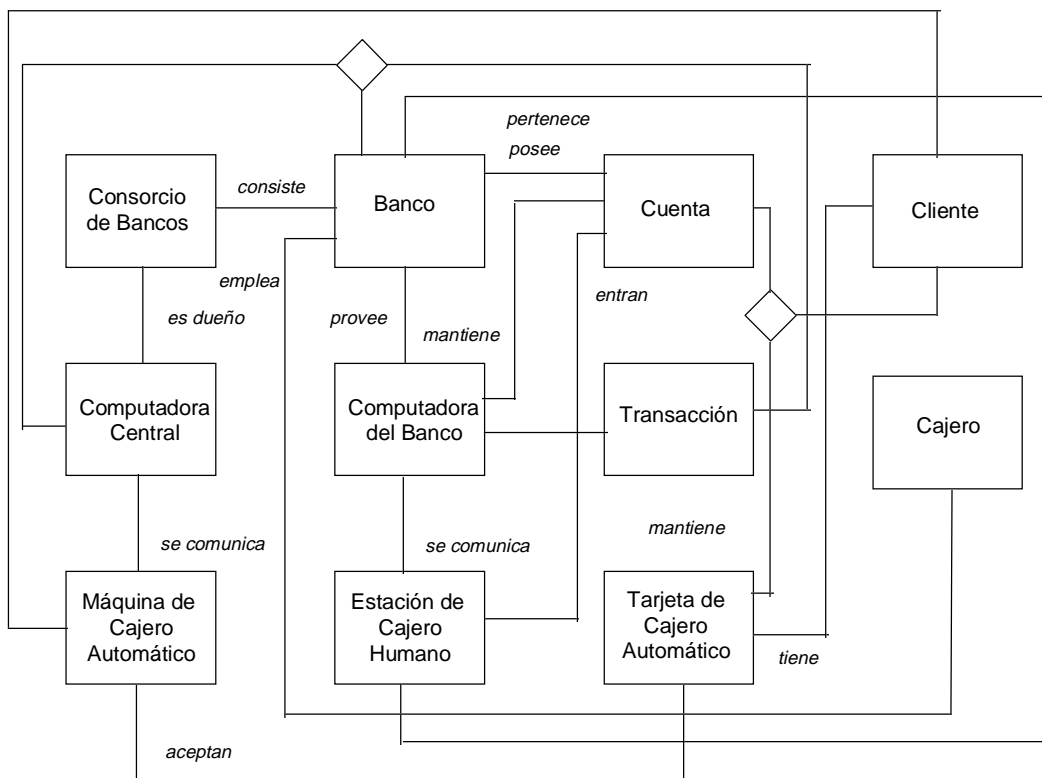 pertenece
posee
Consorcio
de Bancos
consiste
Banco
Cuenta
Cliente
emplea
entran
es dueño
provee
mantiene
Computadora
Central
Computadora
del Banco
Transacción
Cajero
se comunica
se comunica
mantiene
Máquina de
Cajero
Automático
Estación de
Cajero
Humano
Tarjeta de
Cajero
Automático
tiene
aceptan